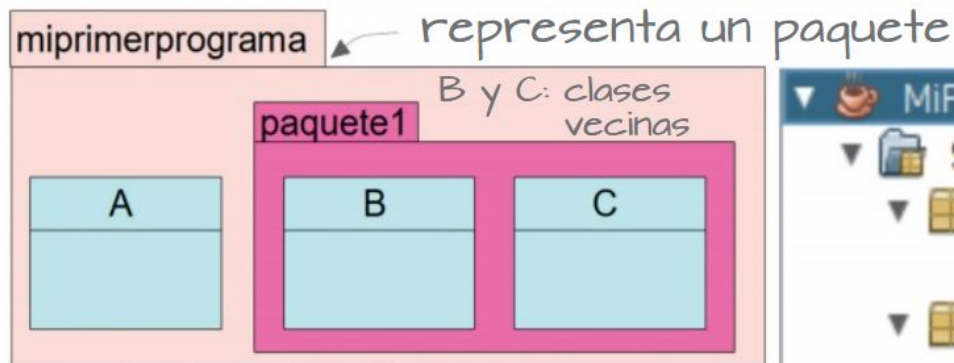 miprimerprograma
representa un paquete
B y C: clases
vecinas
paquete1
A
B
C